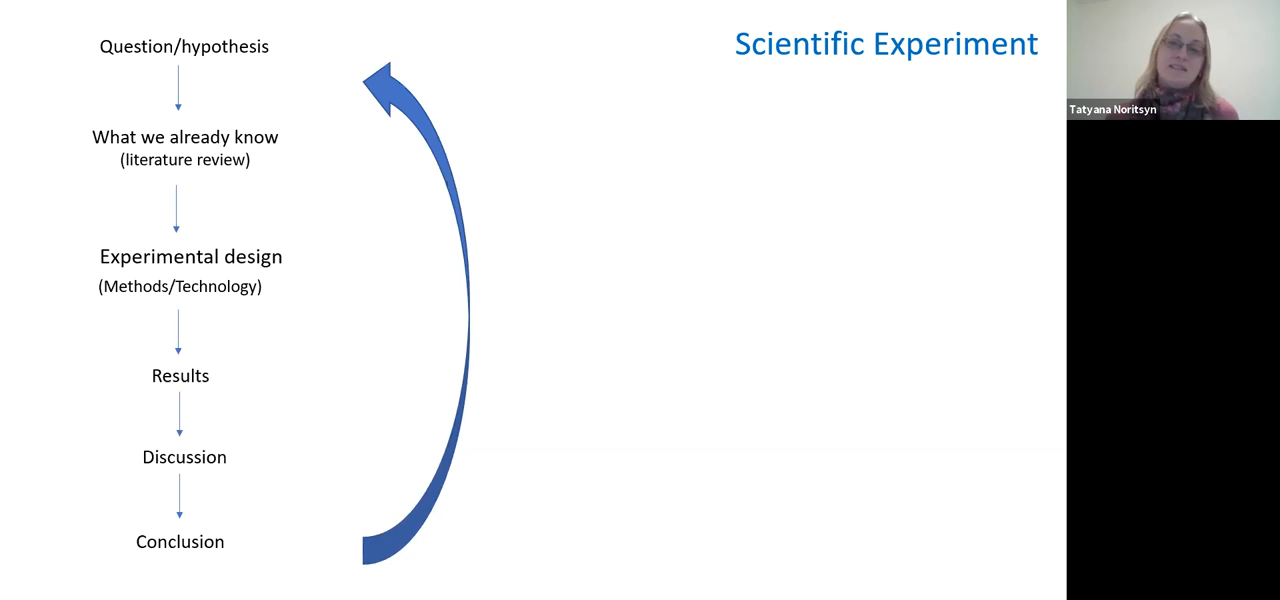 Scientific Experiment
Question/hypothesis
What we already know
(literature review)
Experimental design
(Methods/Technology)
Results
Discussion
Conclusion
Tatyana Noritsyn